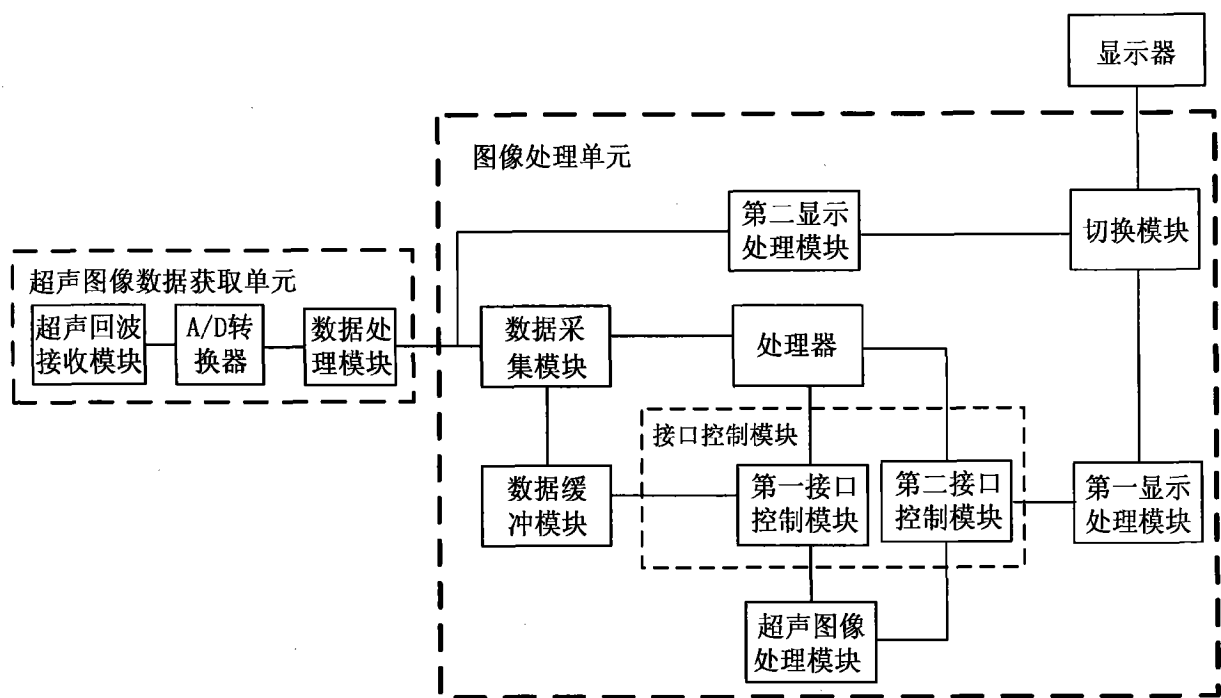 显示器
图像处理单元
第二显示
处理模块
切换模块
超声图像数据获取单元
超声回波
接收模块
A/D转
换器
数据处
理模块
数据采
集模块
处理器
接口控制模块
数据缓
冲模块
第一接口
控制模块
第二接口
控制模块
第一显示
处理模块
超声图像
处理模块